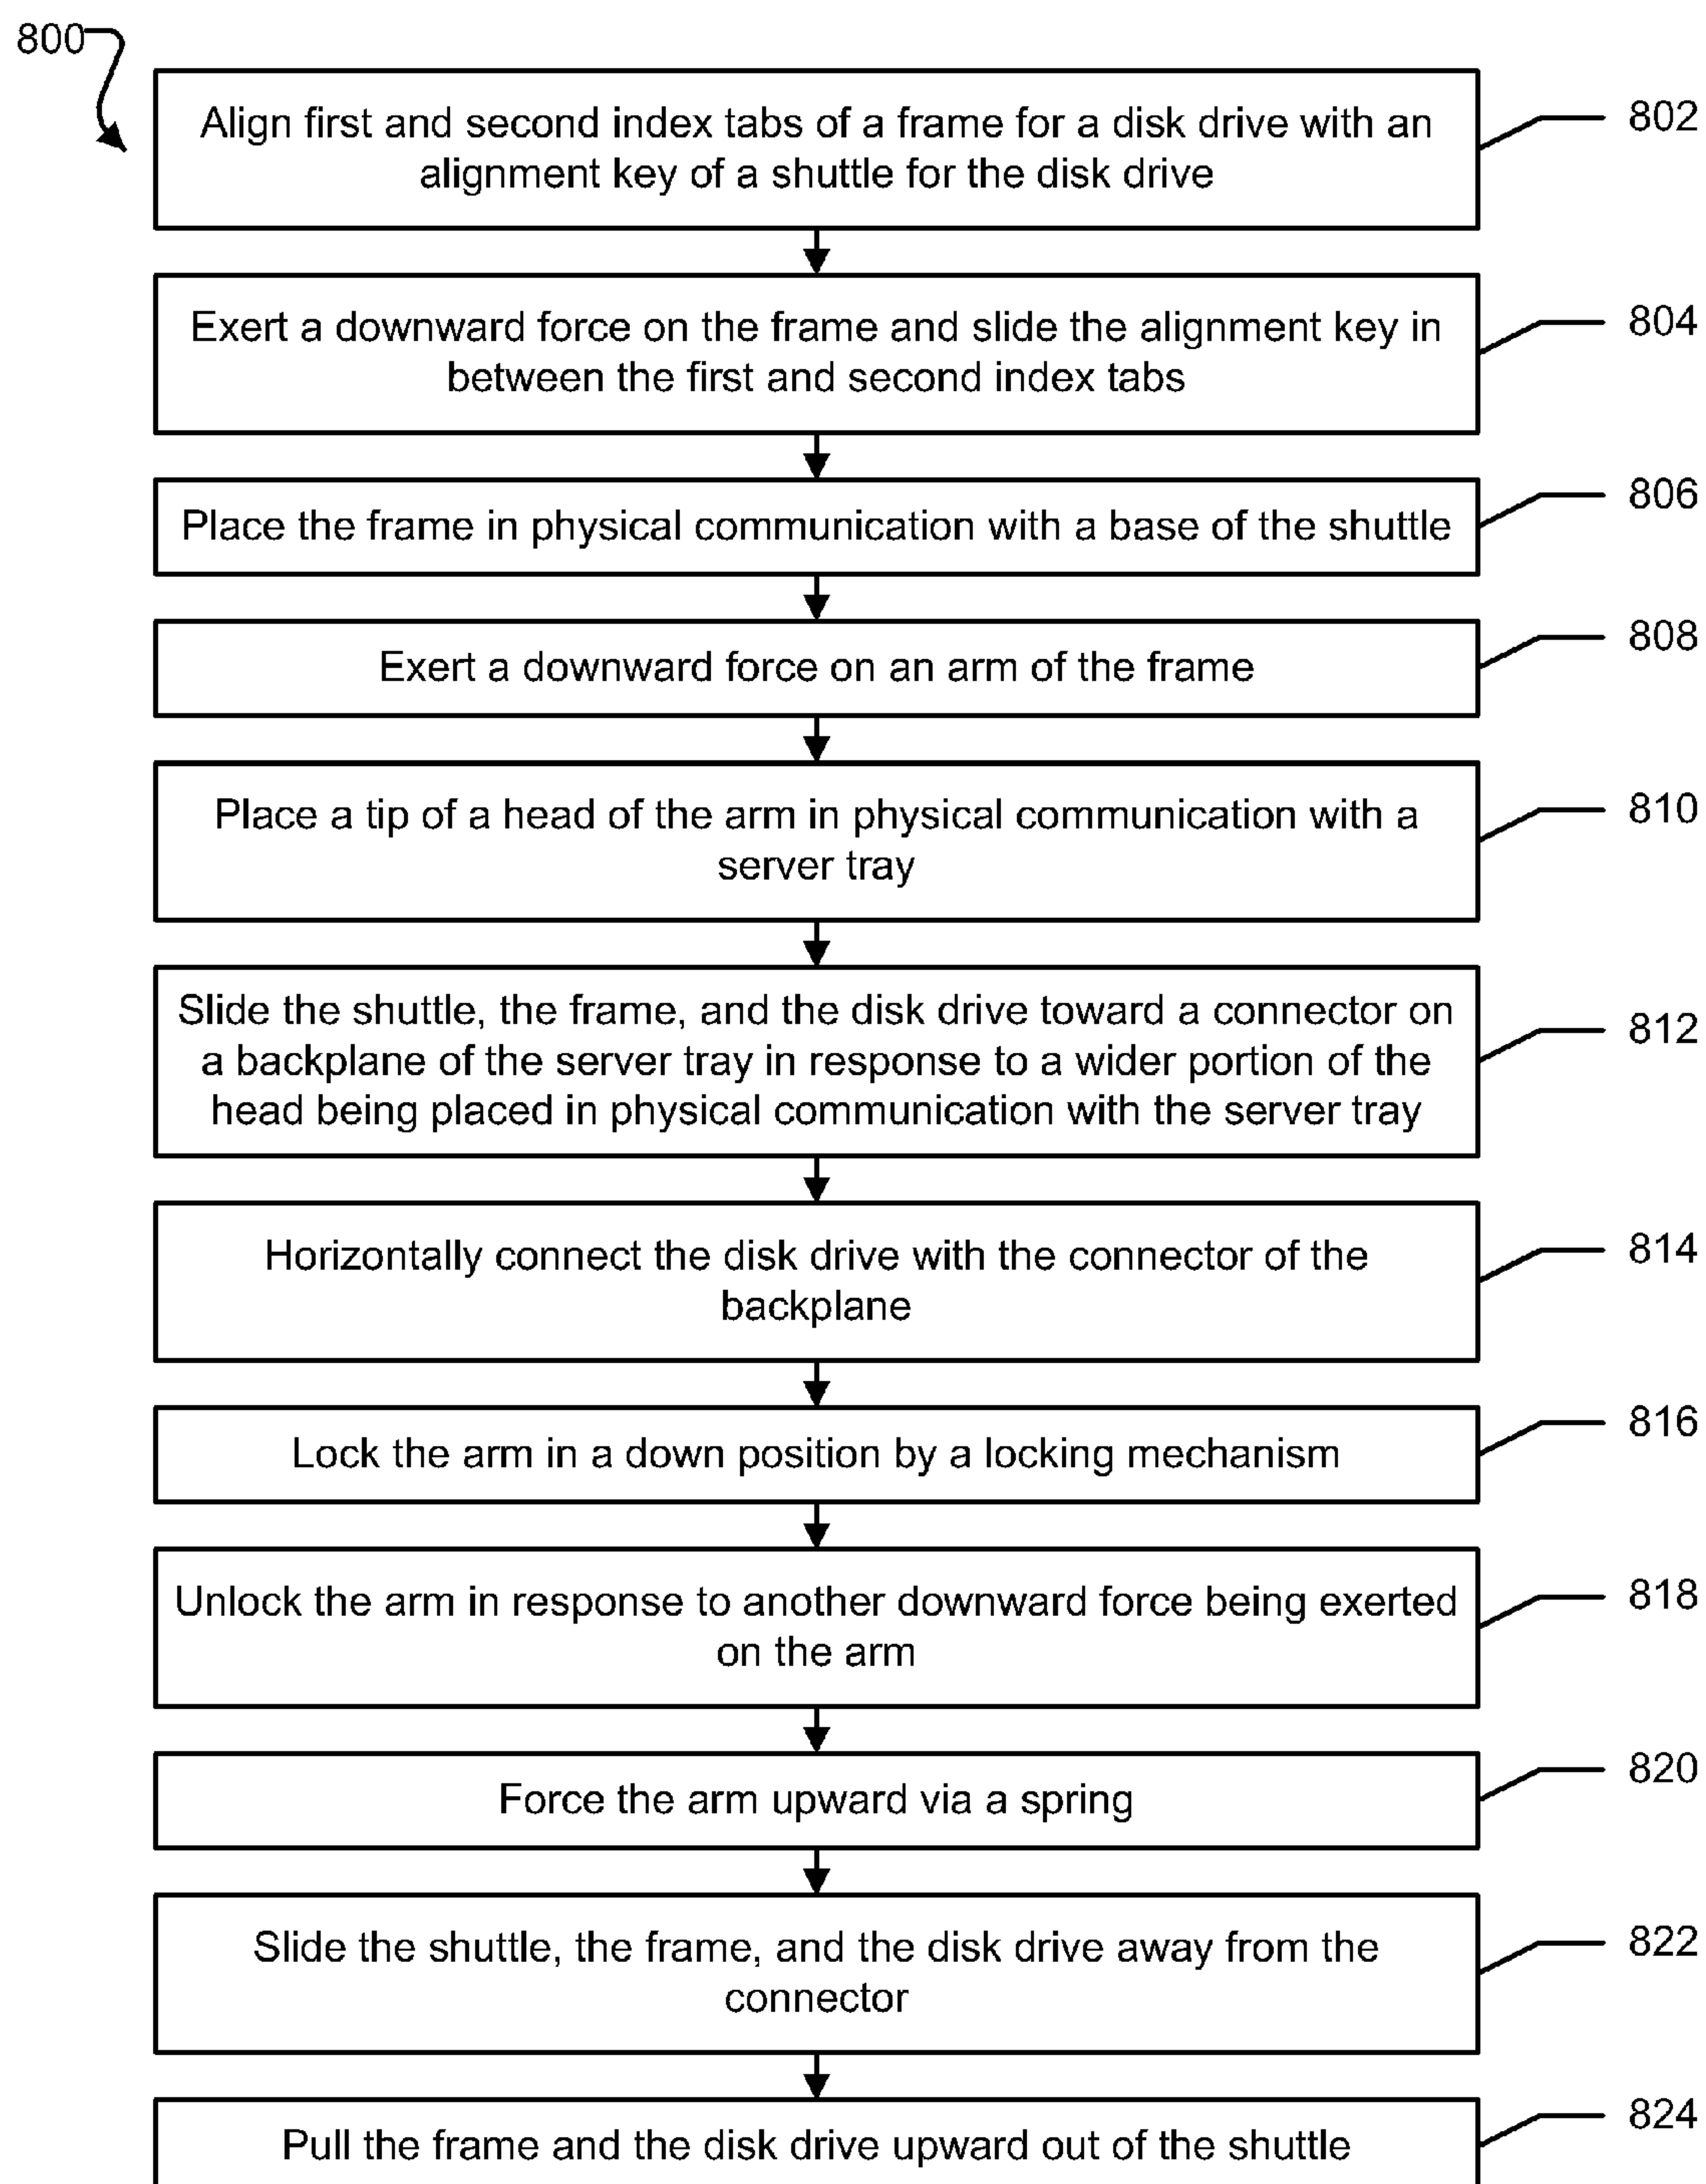 800
Align first and second index tabs of a frame for a disk drive with an
alignment key of a shuttle for the disk drive
802
Exert a downward force on the frame and slide the alignment key in
between the first and second index tabs
804
Place the frame in physical communication with a base of the shuttle
806
Exert a downward force on an arm of the frame
808
Place a tip of a head of the arm in physical communication with a
server tray
810
Slide the shuttle, the frame, and the disk drive toward a connector on
a backplane of the server tray in response to a wider portion of the
head being placed in physical communication with the server tray
812
Horizontally connect the disk drive with the connector of the
backplane
814
Lock the arm in a down position by a locking mechanism
816
Unlock the arm in response to another downward force being exerted
on the arm
818
Force the arm upward via a spring
820
Slide the shuttle, the frame, and the disk drive away from the
connector
822
Pull the frame and the disk drive upward out of the shuttle
824